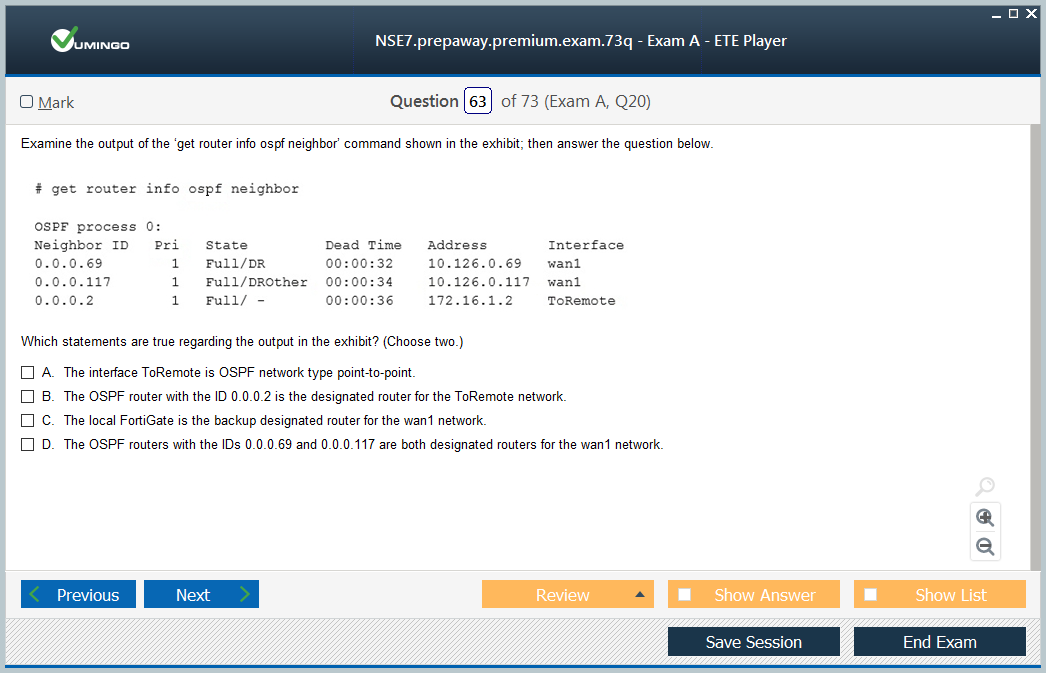 VUMINGO
NSE7.prepaway.premium.exam.73q - Exam A - ETE Player
Mark
Question 63 of 73 (Exam A, Q20)
Examine the output of the ‘get router info ospf neighbor’ command shown in the exhibit; then answer the question below.
# get router info ospf neighbor
OSPF process 0:
Neighbor ID Pri State Dead Time Address Interface
0.0.0.69 1 Full/DR 00:00:32 10.126.0.69 wan1
0.0.0.117 1 Full/DROther 00:00:34 10.126.0.117 wan1
0.0.0.2 1 Full/ - 00:00:36 172.16.1.2 ToRemote
Which statements are true regarding the output in the exhibit? (Choose two.)
A. The interface ToRemote is OSPF network type point-to-point.
B. The OSPF router with the ID 0.0.0.2 is the designated router for the ToRemote network.
C. The local FortiGate is the backup designated router for the wan1 network.
D. The OSPF routers with the IDs 0.0.0.69 and 0.0.0.117 are both designated routers for the wan1 network.
Previous Next Review Show Answer Show List
Save Session End Exam